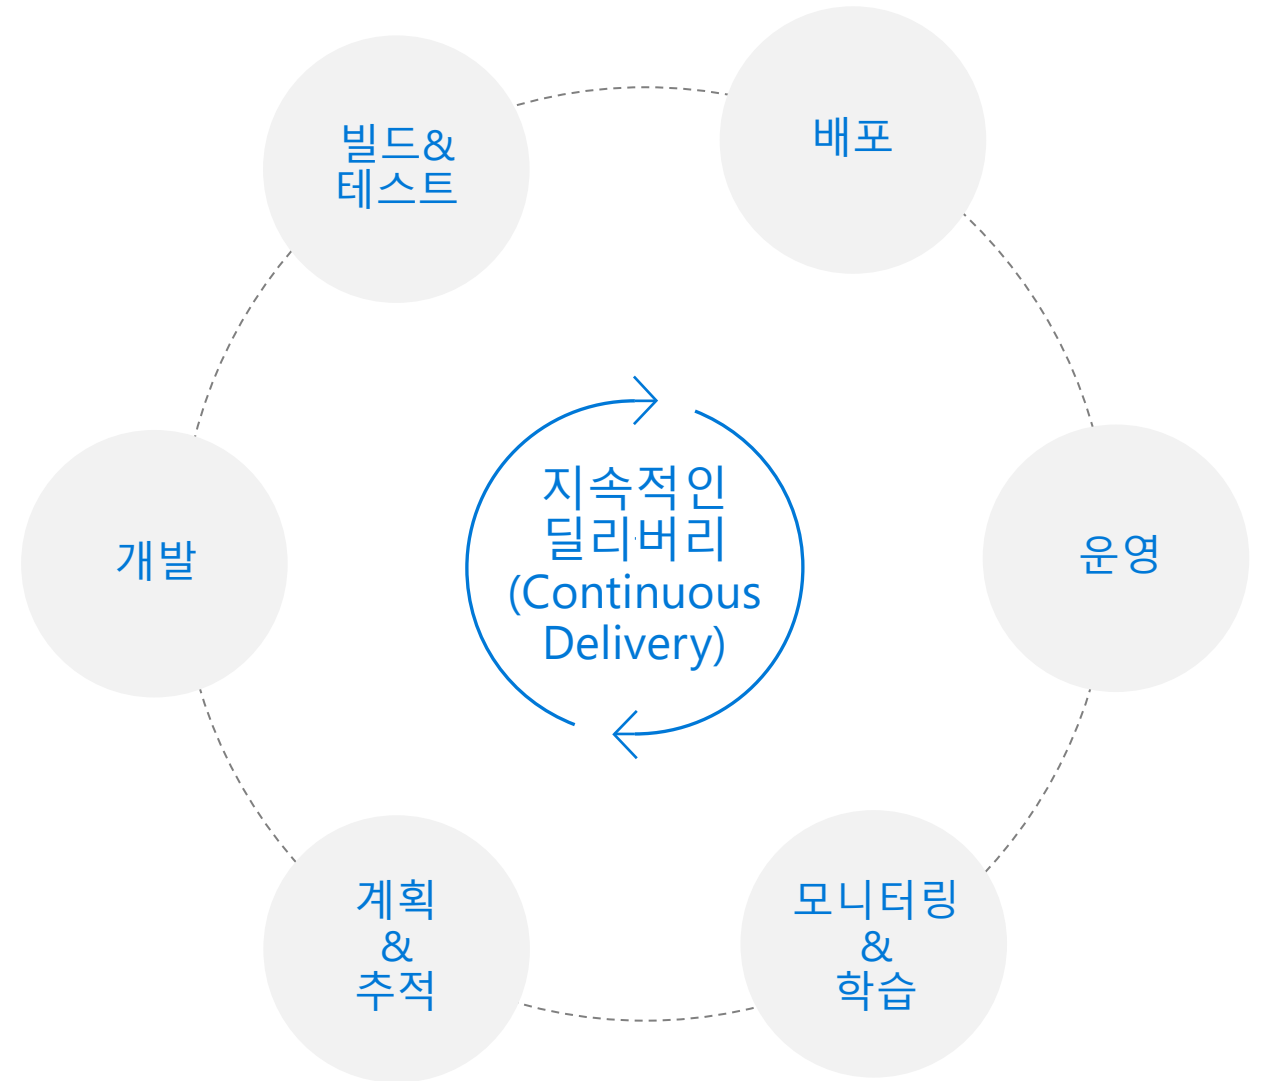 빌드&
테스트
배포
개발
지속적인
딜리버리
(Continuous
Delivery)
운영
계획
&
추적
모니터링
&
학습